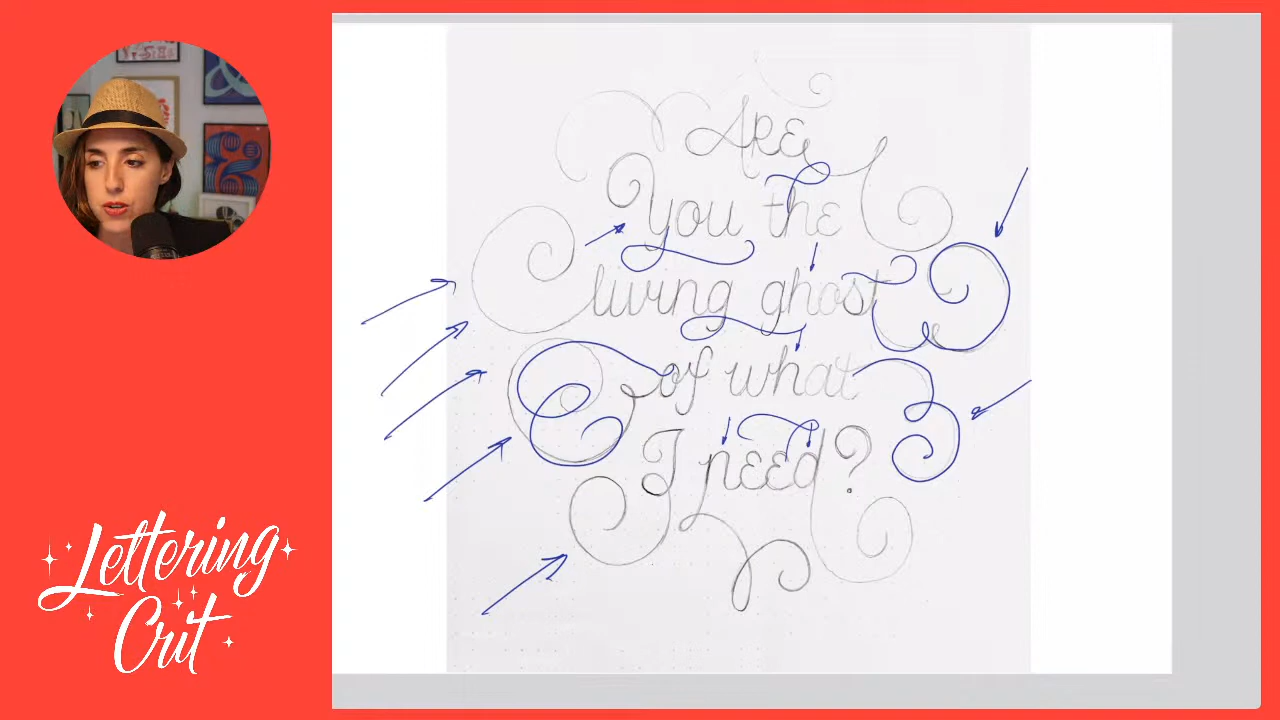 ARE
You the
living ghost
of what
I need?
Lettering
Crit